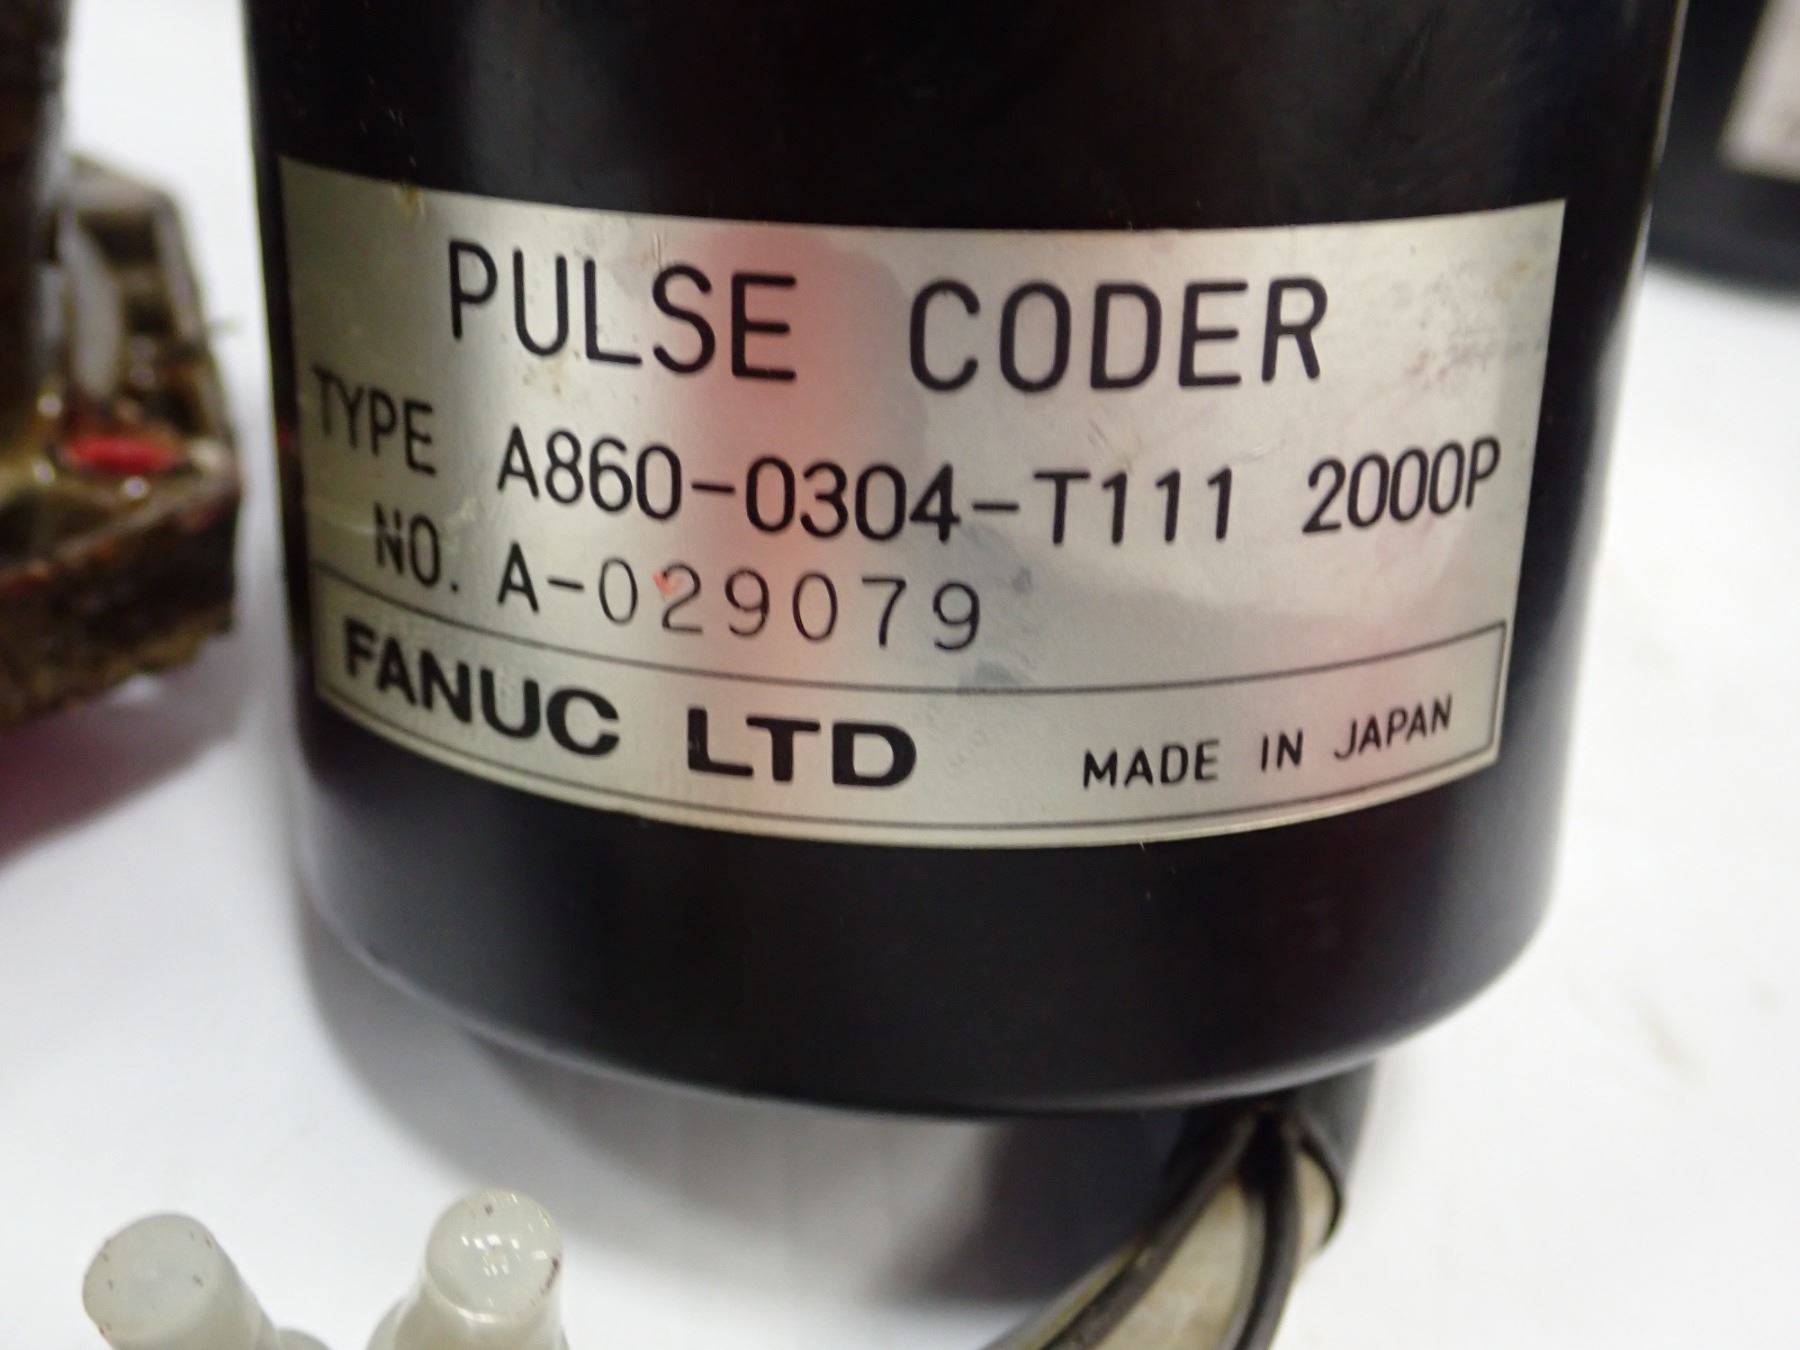 PULSE CODER
TYPE A860-0304-T111 2000P
NO. A-029079
FANUC LTD MADE IN JAPAN